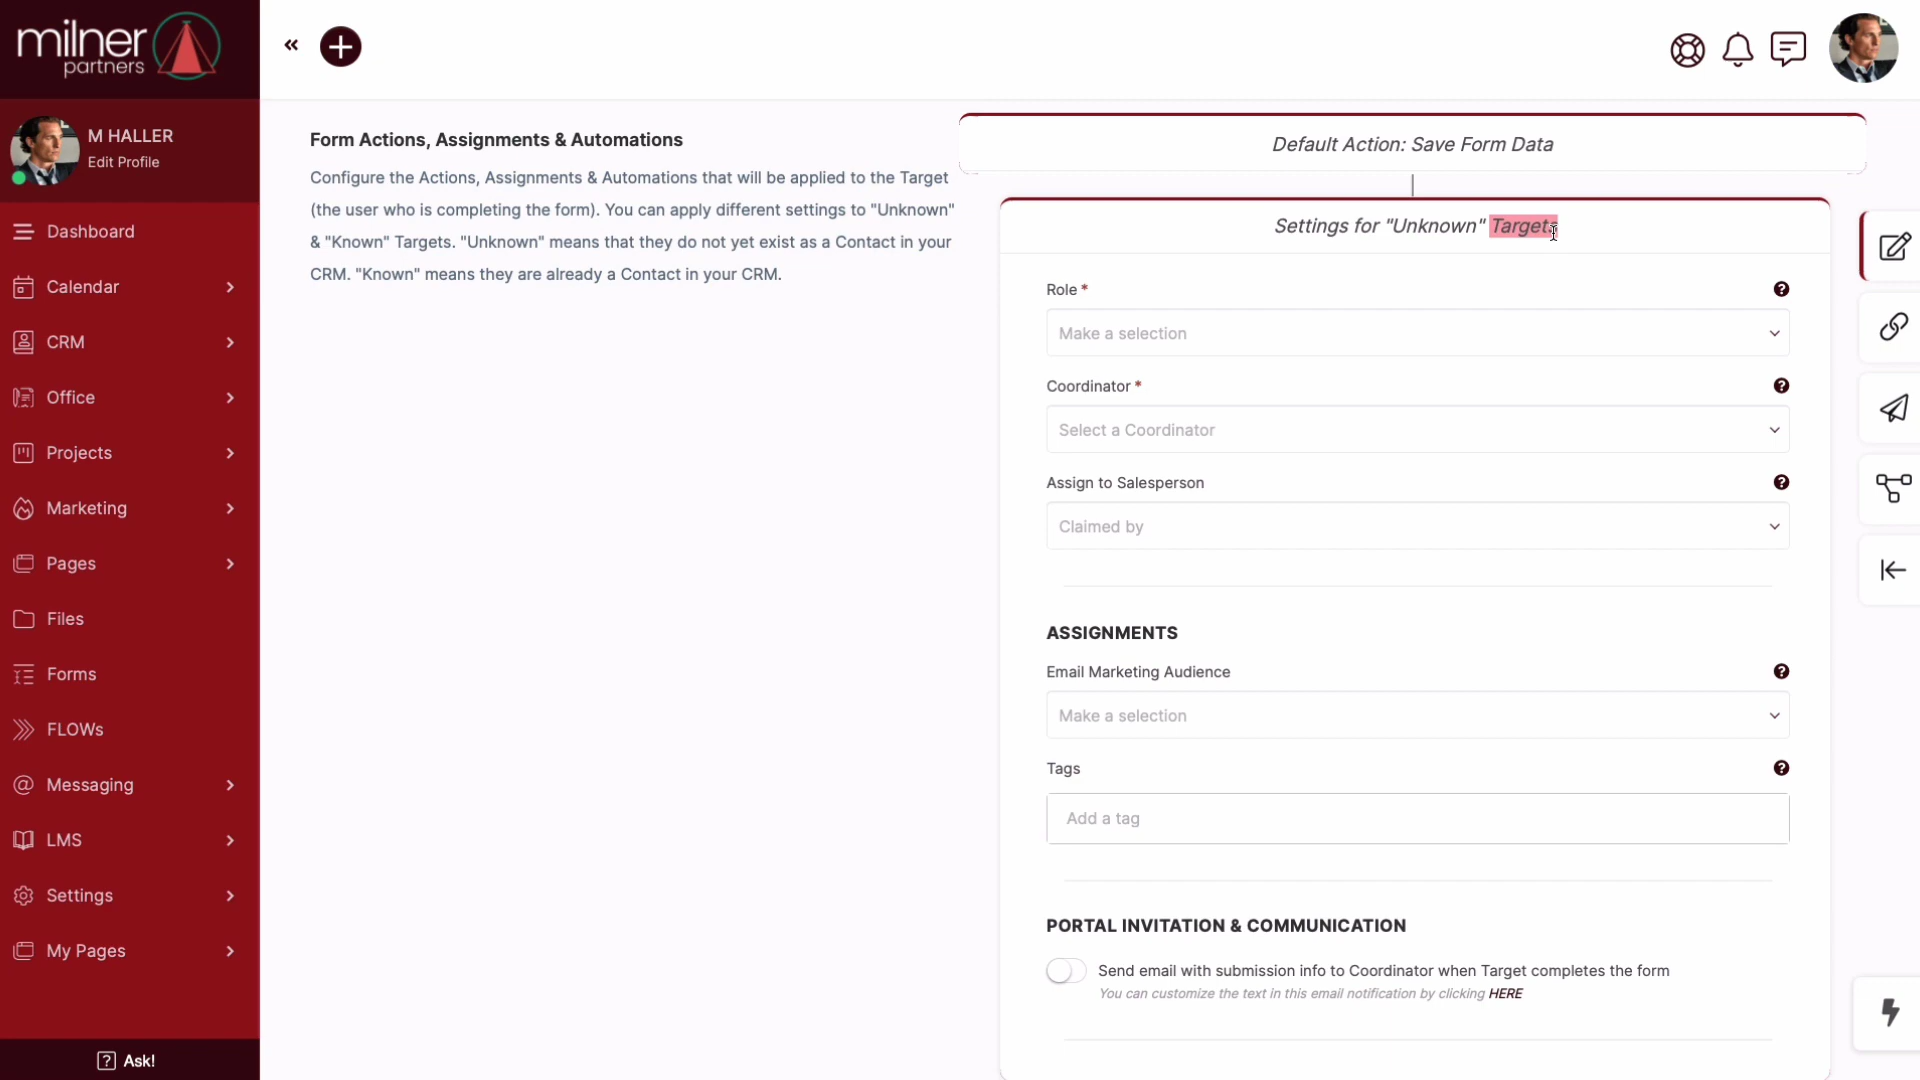 milner
partners
M HALLER
Edit Profile
Dashboard
Calendar
CRM
Office
Projects
Marketing
Pages
Files
Forms
FLOWs
Messaging
LMS
Settings
My Pages
? Ask!
Form Actions, Assignments & Automations
Configure the Actions, Assignments & Automations that will be applied to the Target
(the user who is completing the form). You can apply different settings to "Unknown"
& "Known" Targets. "Unknown" means that they do not yet exist as a Contact in your
CRM. "Known" means they are already a Contact in your CRM.
Default Action: Save Form Data
Settings for "Unknown" Targets
Role *
Make a selection
Coordinator *
Select a Coordinator
Assign to Salesperson
Claimed by
ASSIGNMENTS
Email Marketing Audience
Make a selection
Tags
Add a tag
PORTAL INVITATION & COMMUNICATION
Send email with submission info to Coordinator when Target completes the form
You can customize the text in this email notification by clicking HERE